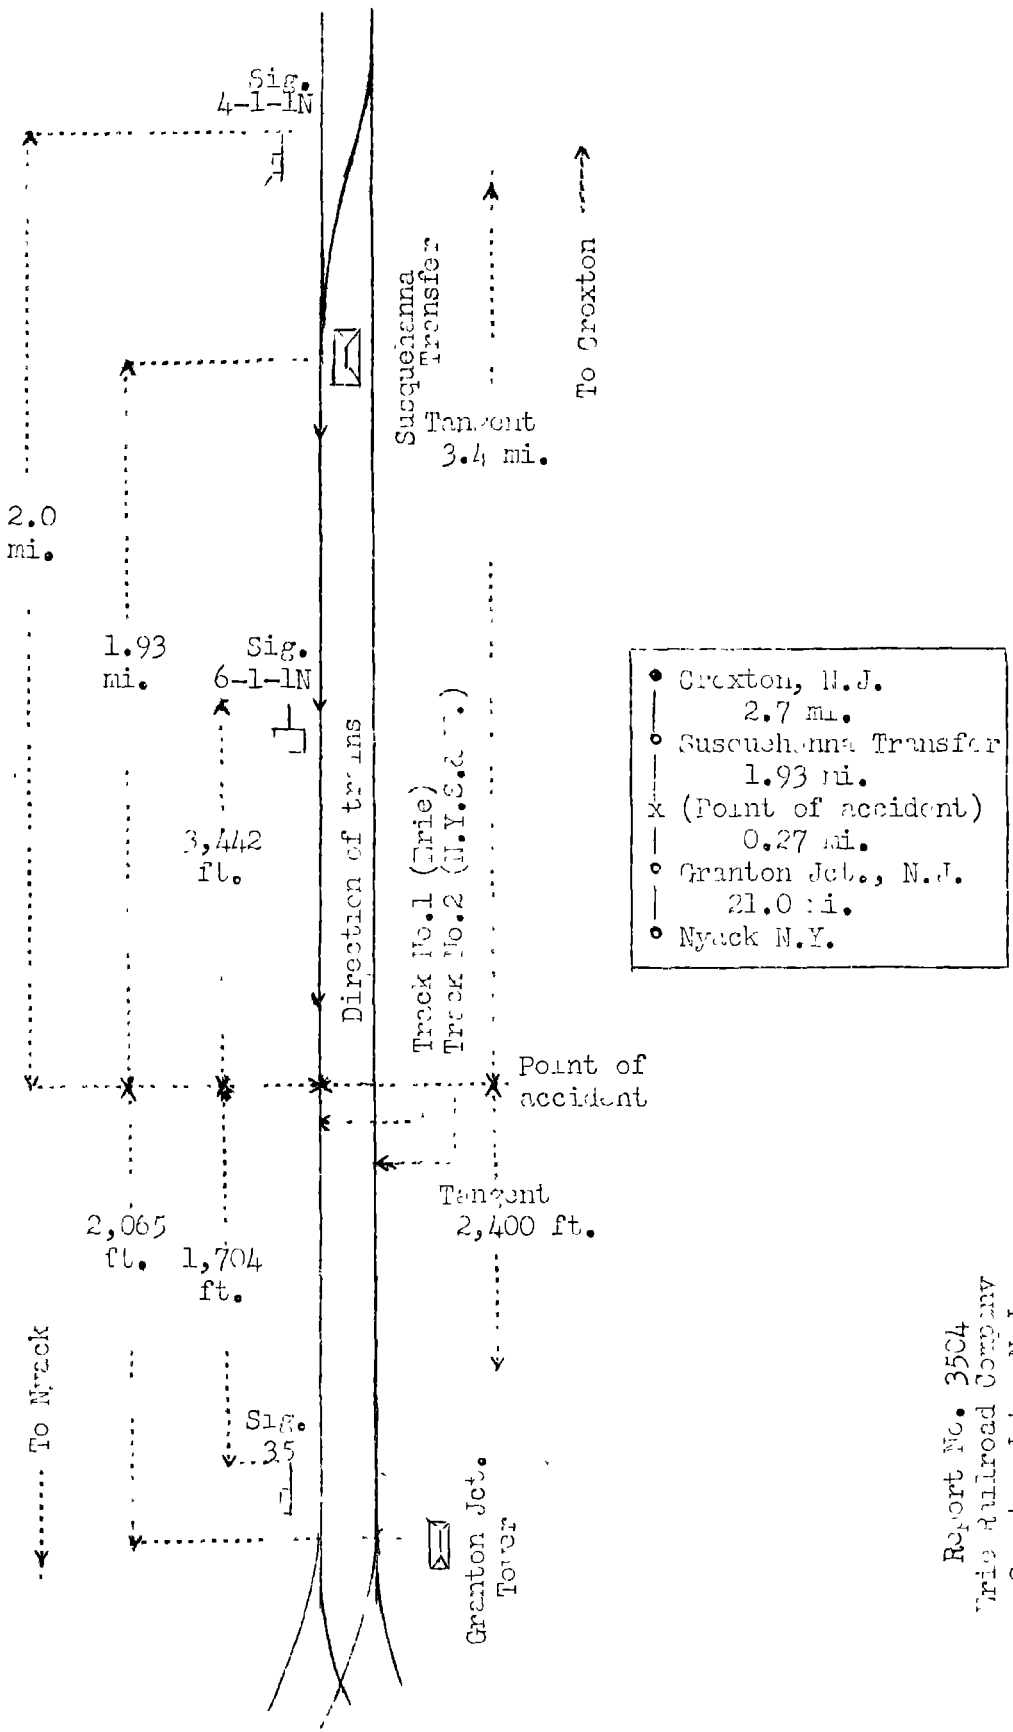 Sig.
4-1-1N
To Croxton
Susquehanna
Transfer
Tangent
3.4 mi.
2.0
mi.
1.93
mi.
Sig.
6-1-1N
3,442
ft.
Direction of trains
Track No.1 (Erie)
Track No.2 (N.Y.S.&
Croxton, N.J.
2.7 mi.
Susquehanna Transfer
1.93 mi.
x (Point of accident)
0.27 mi.
Granton Jct., N.J.
21.0 mi.
Nyack N.Y.
Point of
accident
Tangent
2,400 ft.
2,065
ft.
1,704
ft.
To Nyack
Sig.
35
Granton Jct.
Tower
Report No. 3504
Erie Railroad Company